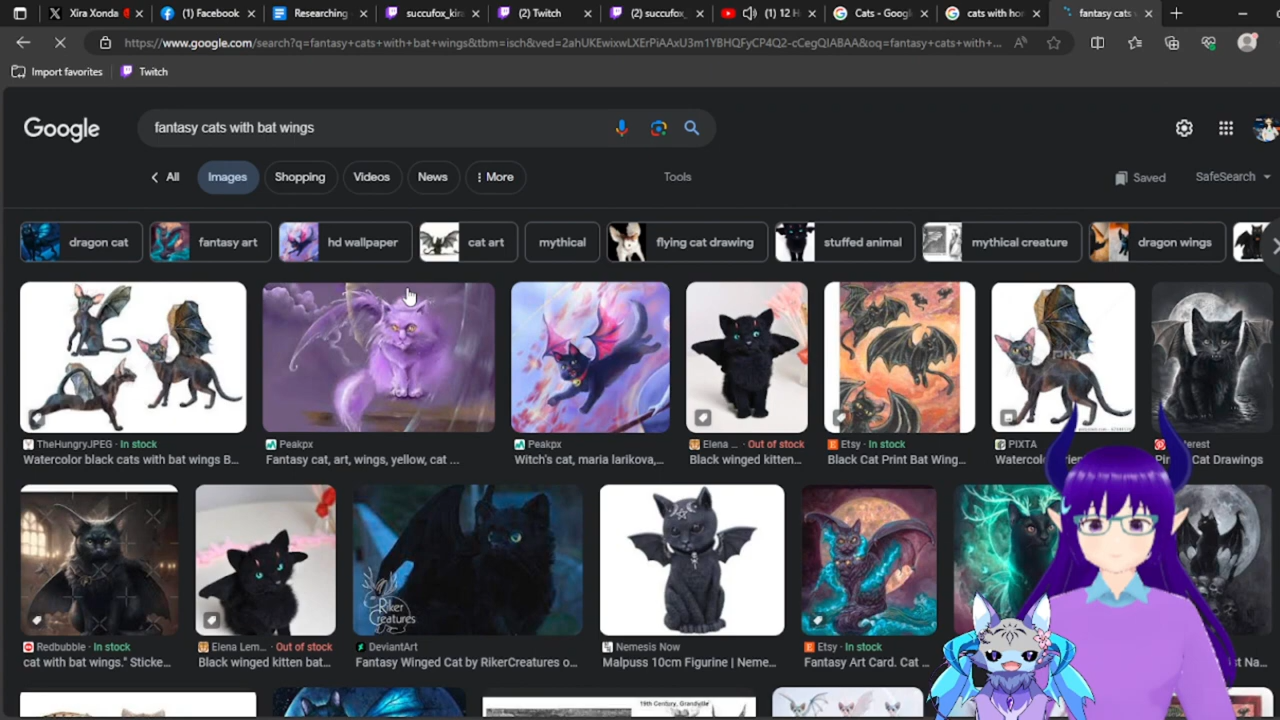 Xira Xonda
(1) Facebook
Researching
succufox_kira
(2) Twitch
(2) succufox_
(1) 12 H
Cats - Google
cats with ho
fantasy cats
https://www.google.com/search?q=fantasy+cats+with+bat+wings&tbm=isch&ved=2ahUKEwixwLXErPiAAxU3m1YBHQFyCP4Q2-cCegQIABAA&oq=fantasy+cats+with+...
Import favorites
Twitch
Google
fantasy cats with bat wings
All
Images
Shopping
Videos
News
More
Tools
Saved
SafeSearch
dragon cat
fantasy art
hd wallpaper
cat art
mythical
flying cat drawing
stuffed animal
mythical creature
dragon wings
TheHungryJPEG · In stock
Watercolor black cats with bat wings B...
Peakpx
Fantasy cat, art, wings, yellow, cat ...
Peakpx
Witch's cat, maria larikova,...
Elena ... · Out of stock
Black winged kitten...
Etsy · In stock
Black Cat Print Bat Wing...
PIXTA
Cat Drawings
Riker
Creatures
Redbubble · In stock
cat with bat wings." Sticke...
Elena Lem... · Out of stock
Black winged kitten bat...
DeviantArt
Fantasy Winged Cat by RikerCreatures o...
Nemesis Now
Malpuss 10cm Figurine | Neme...
Etsy · In stock
Fantasy Art Card. Cat ...
19th Century, Grandville